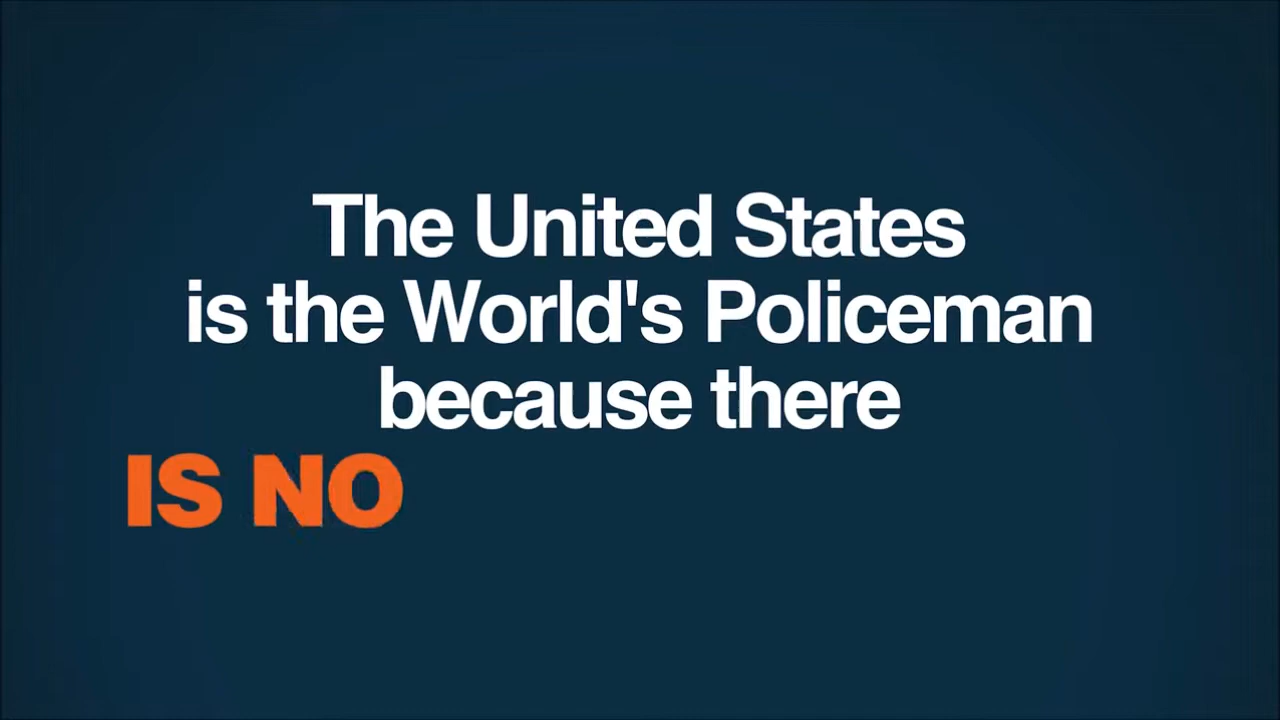 The United States
is the World's Policeman
because there
IS NO